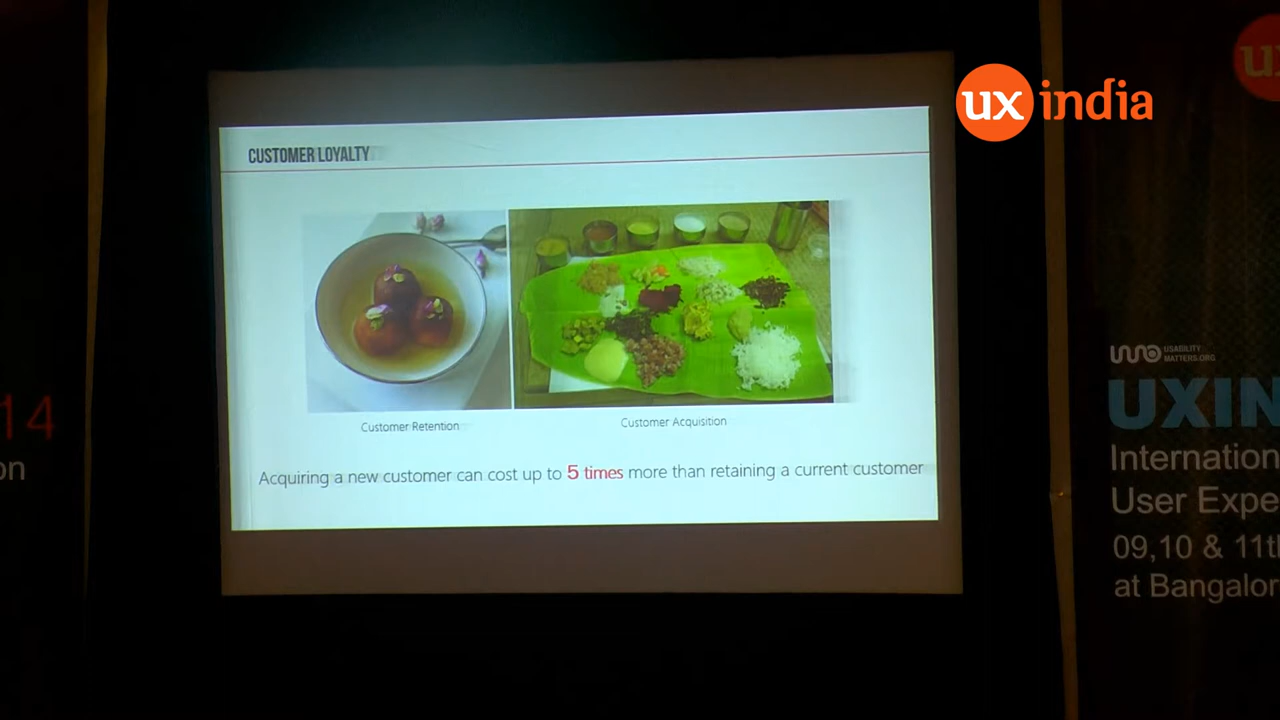 ux india
CUSTOMER LOYALTY
Customer Retention
Customer Acquisition
Acquiring a new customer can cost up to 5 times more than retaining a current customer
14
on
USABILITY
MATTERS.ORG
UXIN
Internation
User Expe
09,10 & 11th
at Bangalor